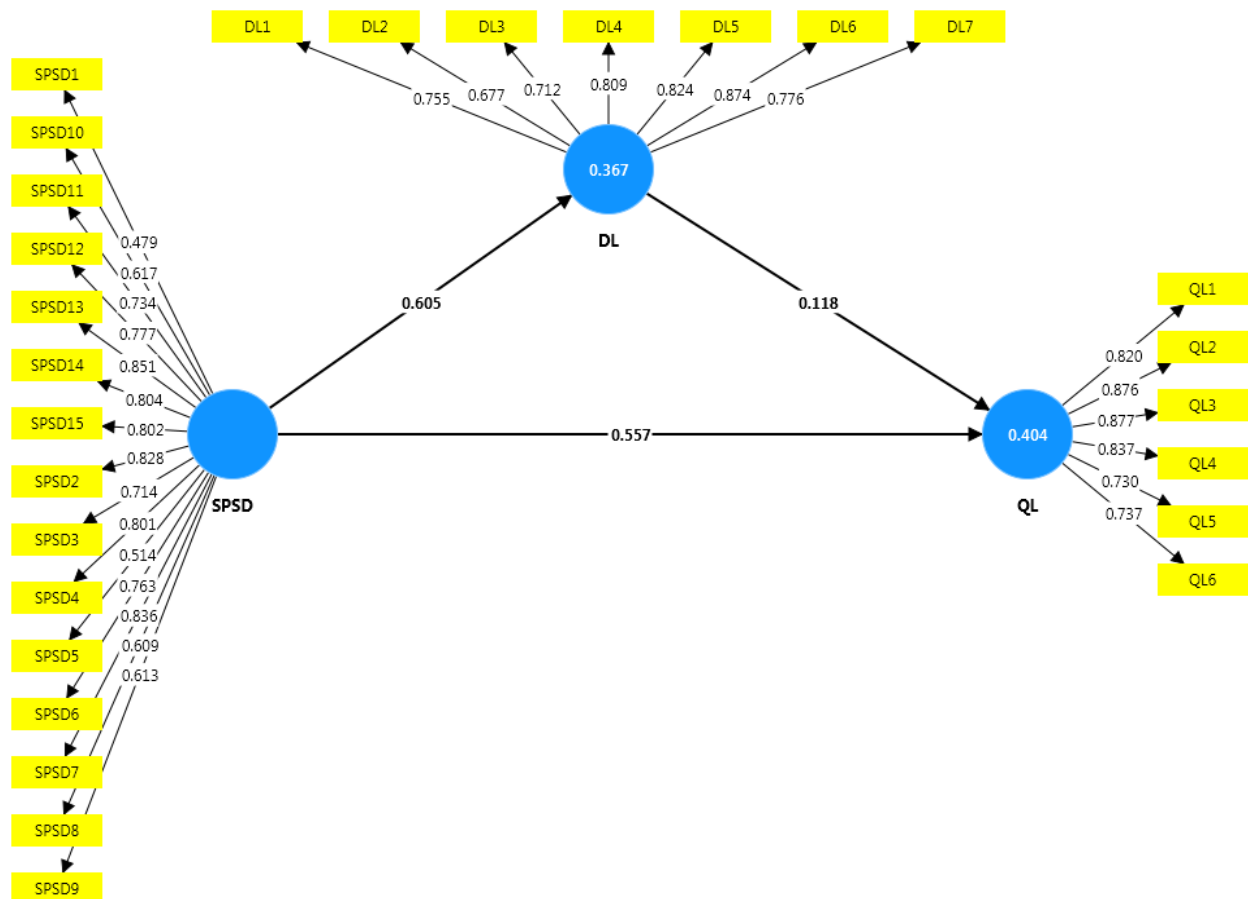 DL1 DL2 DL3 DL4 DL5 DL6 DL7
0.755 0.677 0.712 0.809 0.824 0.874 0.776
0.367
DL
SPSD1
SPSD10
SPSD11
SPSD12
SPSD13
SPSD14
SPSD15
SPSD2
SPSD3
SPSD4
SPSD5
SPSD6
SPSD7
SPSD8
SPSD9
0.479
0.617
0.734
0.777
0.851
0.804
0.802
0.828
0.714
0.801
0.514
0.763
0.836
0.609
0.613
SPSD
0.605
0.118
0.557
0.404
QL
0.820
0.876
0.877
0.837
0.730
0.737
QL1
QL2
QL3
QL4
QL5
QL6